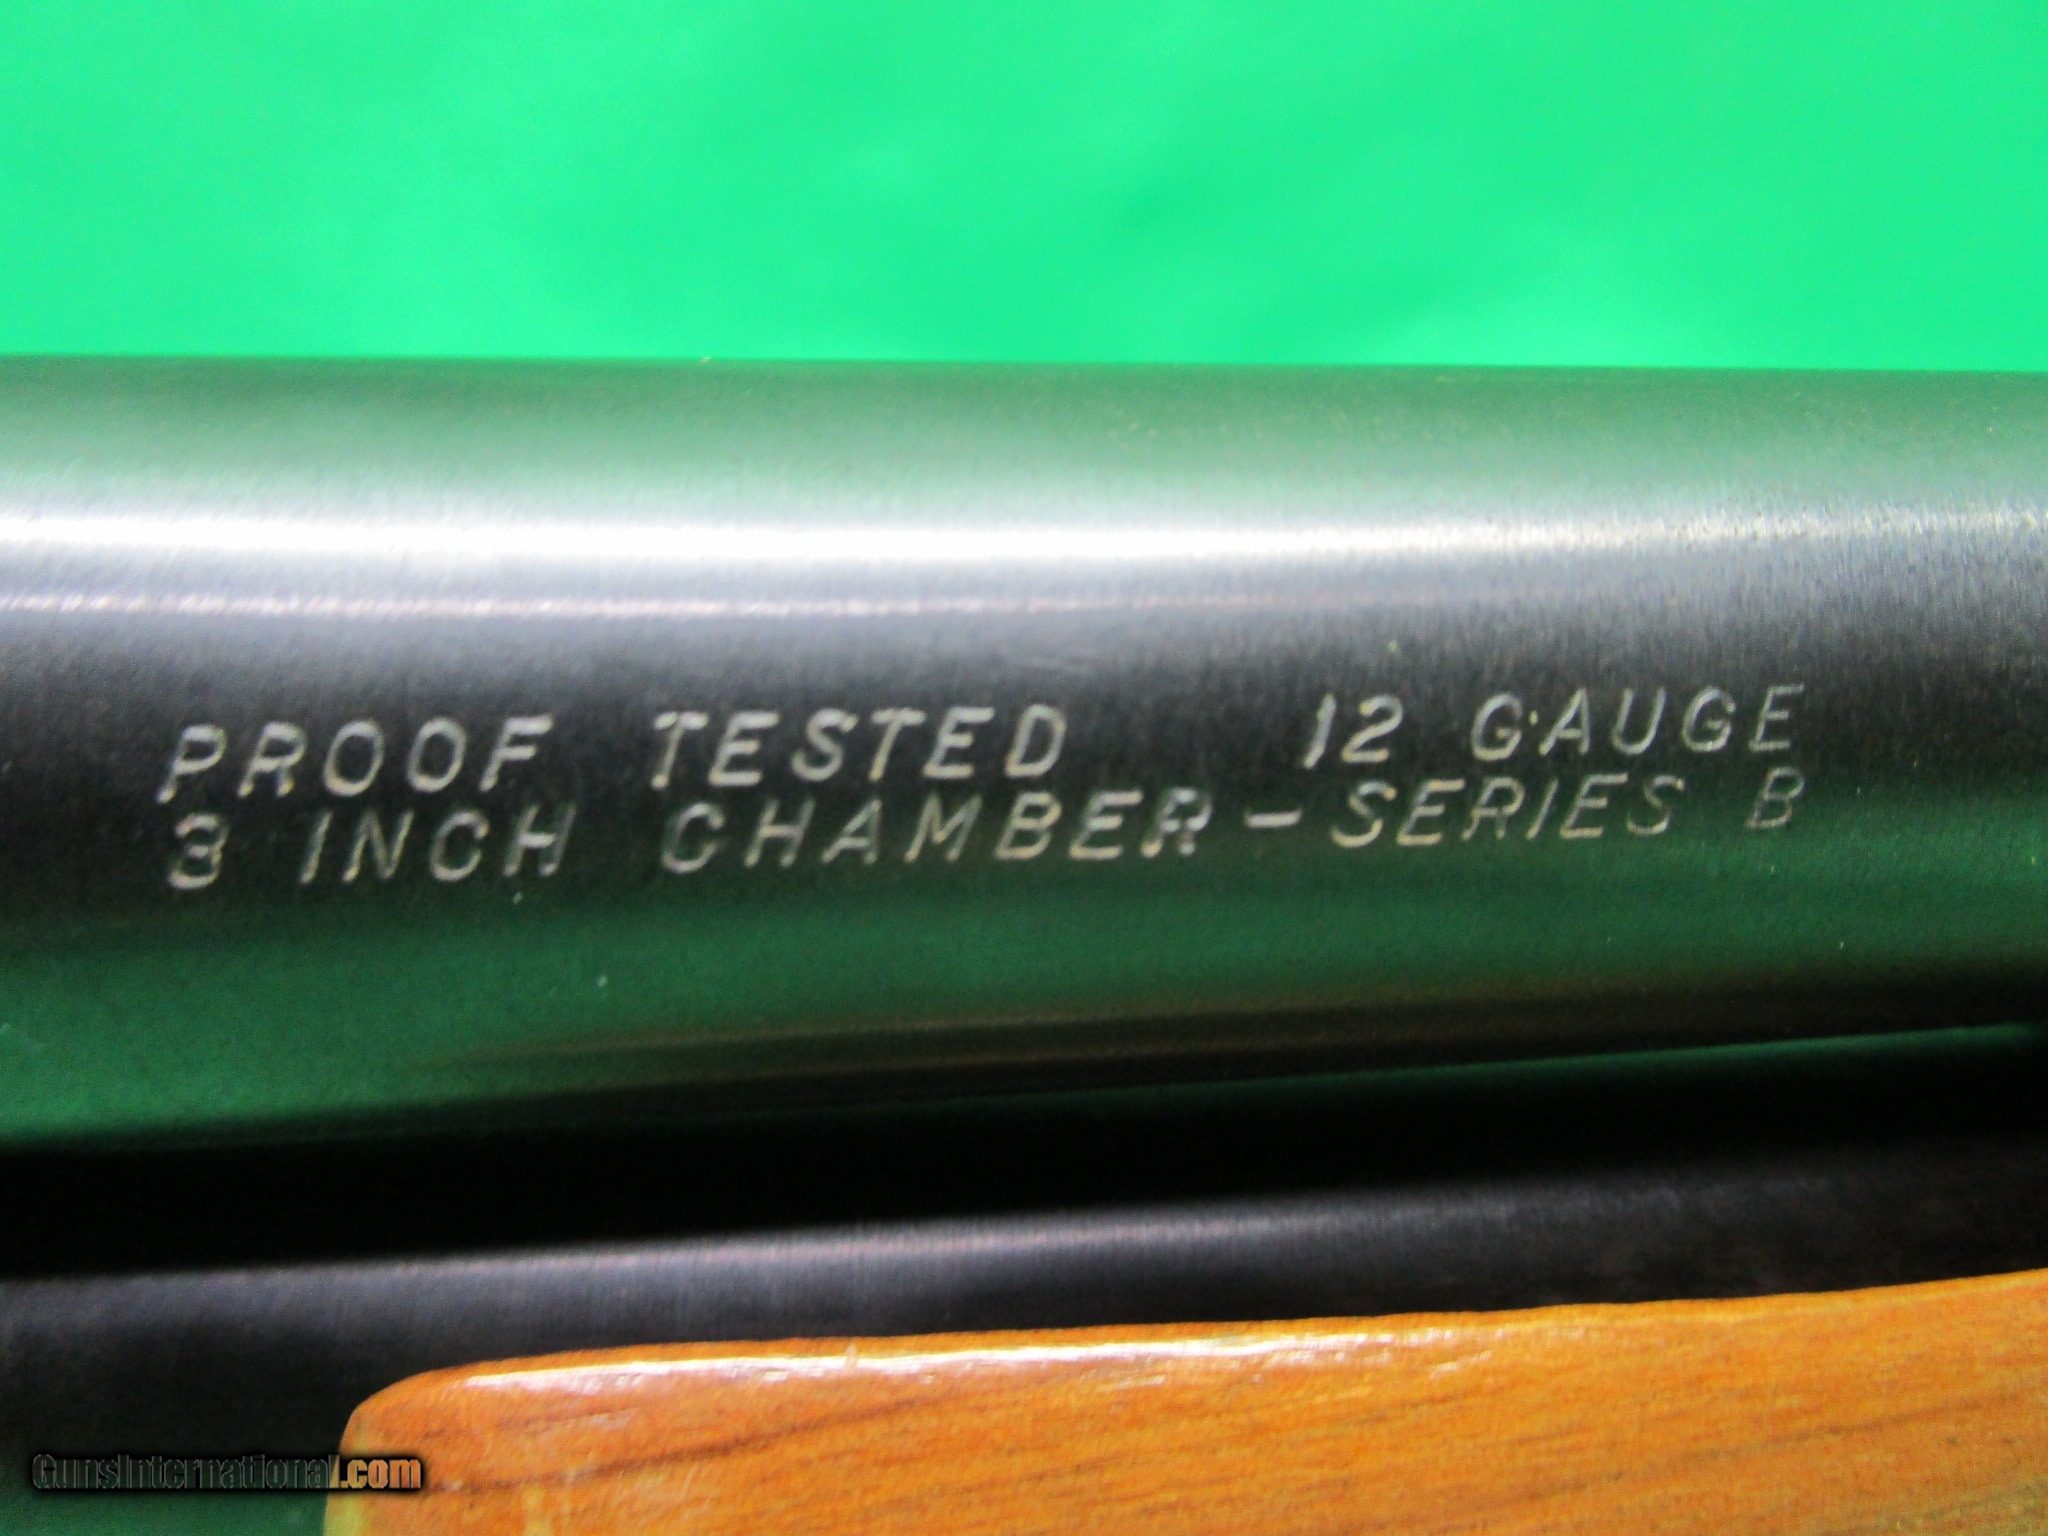 PROOF TESTED 12 GAUGE
3 INCH CHAMBER-SERIES B
GunsInternational.com